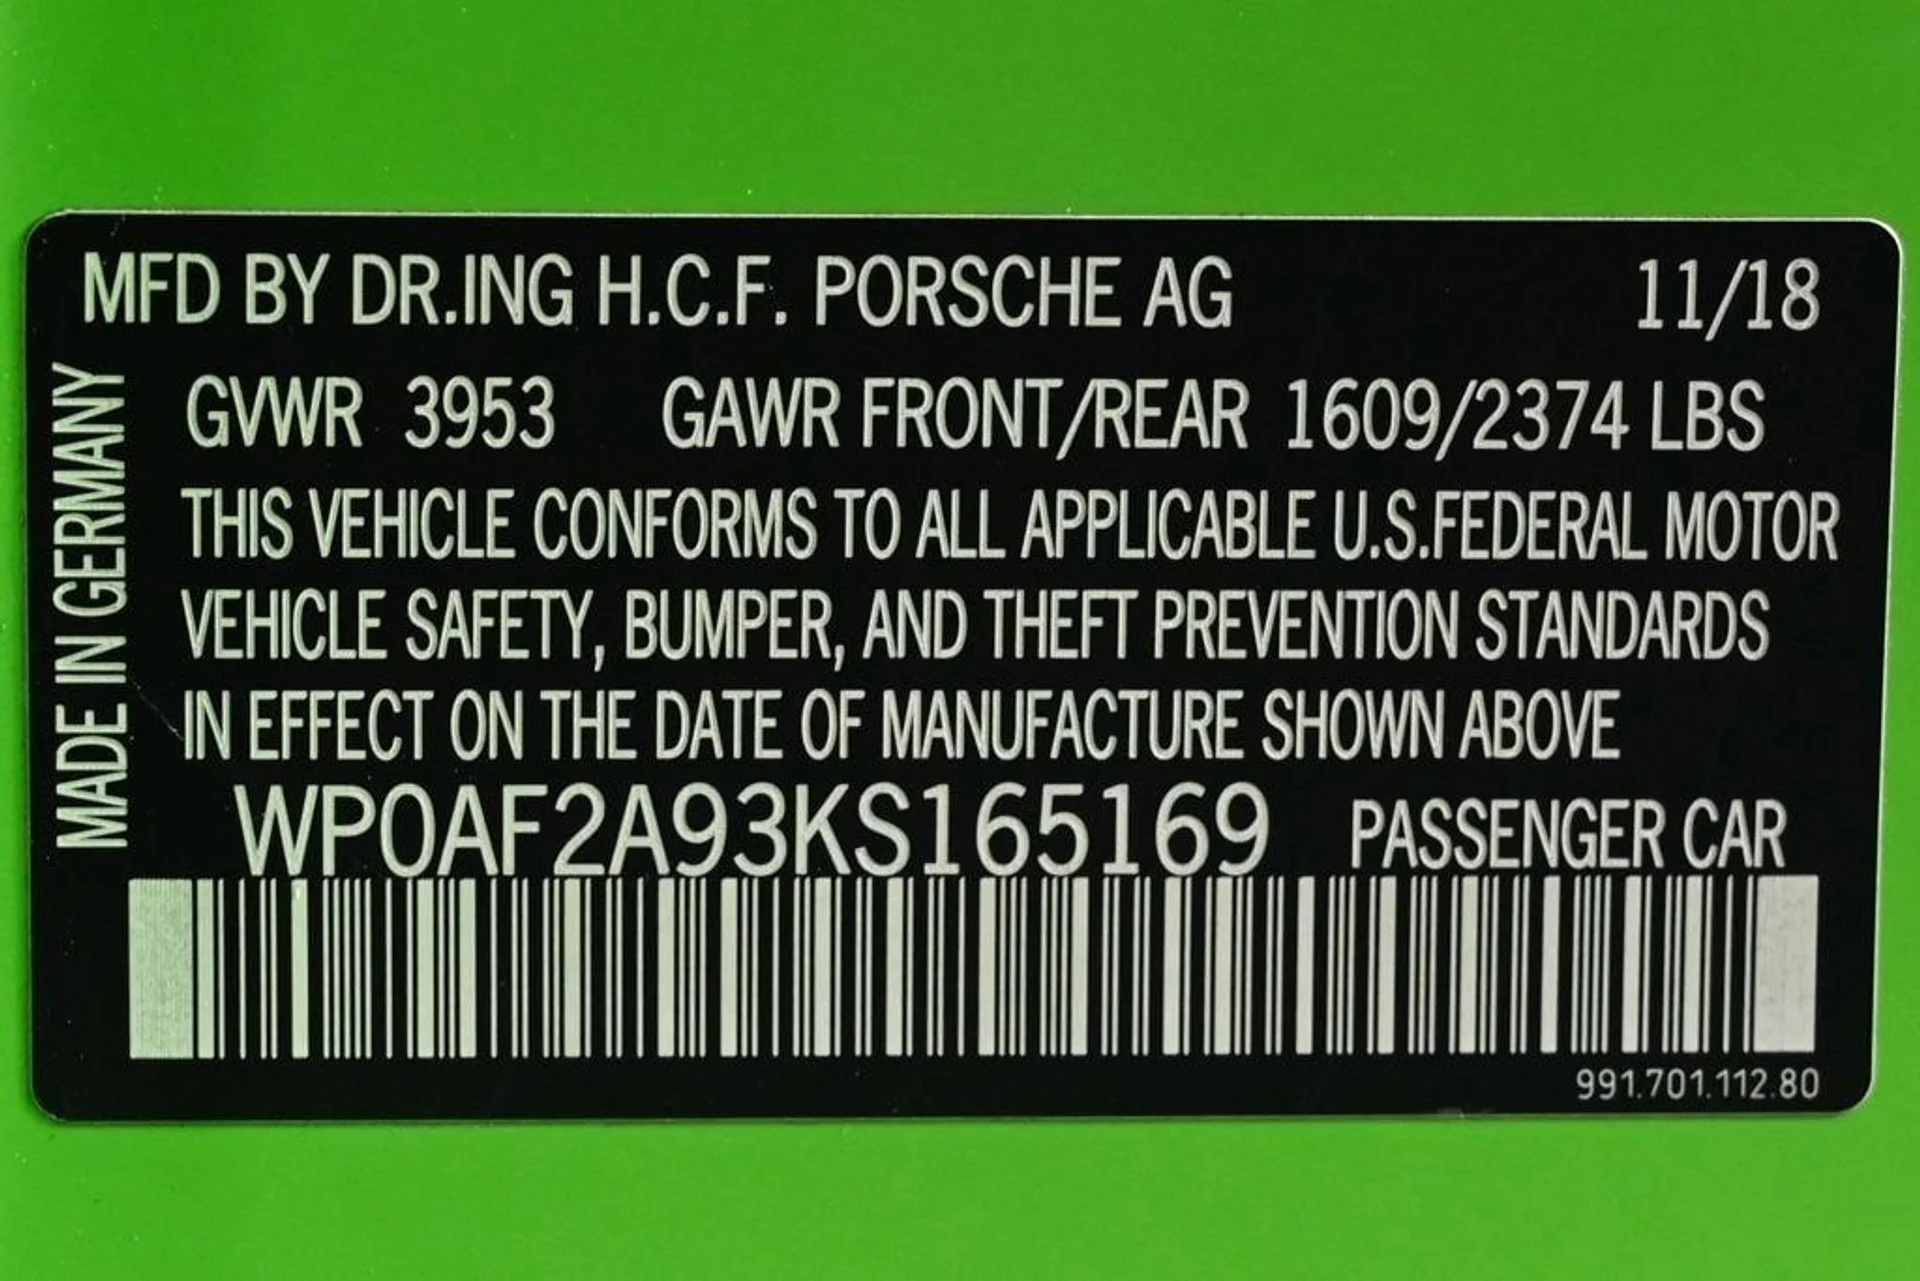 MFD BY DR.ING H.C.F. PORSCHE AG 11/18
MADE IN GERMANY
GVWR 3953 GAWR FRONT/REAR 1609/2374 LBS
THIS VEHICLE CONFORMS TO ALL APPLICABLE U.S.FEDERAL MOTOR
VEHICLE SAFETY, BUMPER, AND THEFT PREVENTION STANDARDS
IN EFFECT ON THE DATE OF MANUFACTURE SHOWN ABOVE
WP0AF2A93KS165169 PASSENGER CAR
991.701.112.80